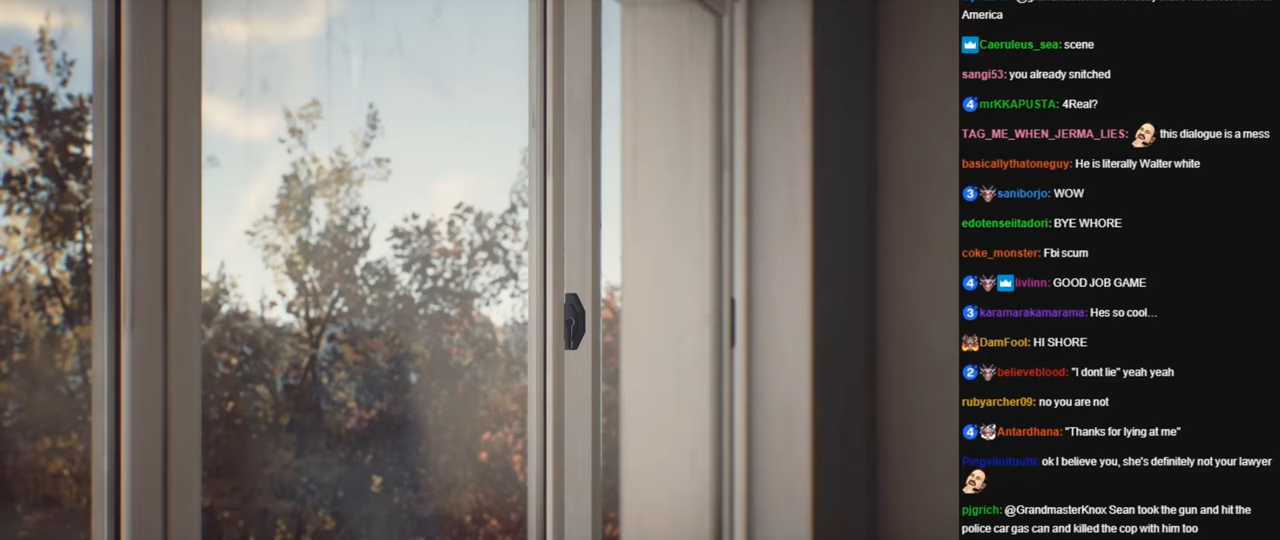 America
Caeruleus_sea: scene
sangi53: you already snitched
4 mrKKAPUSTA: 4Real?
TAG_ME_WHEN_JERMA_LIES: this dialogue is a mess
basicallythatoneguy: He is literally Walter white
3 saniborjo: WOW
edotenseiitadori: BYE WHORE
coke_monster: Fbi scum
4 livlinn: GOOD JOB GAME
3 karamarakamarama: Hes so cool...
DamFool: HI SHORE
2 believeblood: "I dont lie" yeah yeah
rubyarcher09: no you are not
4 Antardhana: "Thanks for lying at me"
ok I believe you, she's definitely not your lawyer
pjgrich: @GrandmasterKnox Sean took the gun and hit the
police car gas can and killed the cop with him too